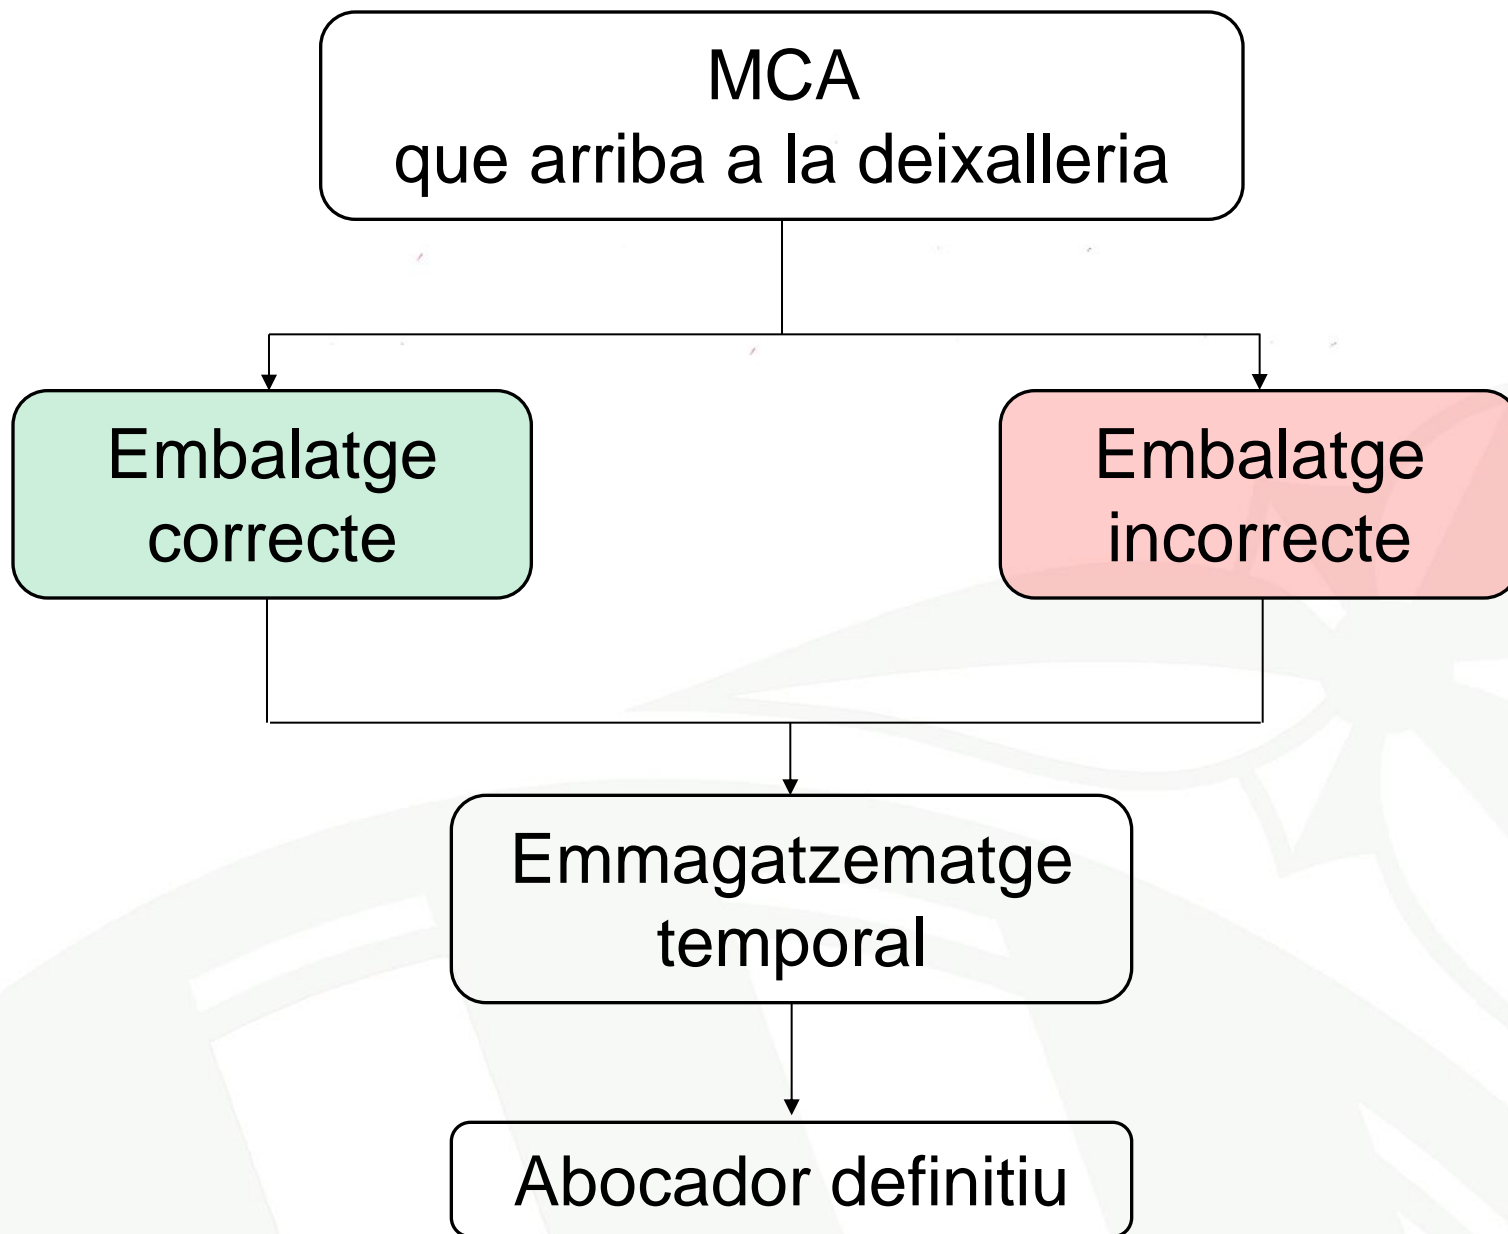 MCA
que arriba a la deixalleria
Embalatge
correcte
Embalatge
incorrecte
Emmagatzematge
temporal
Abocador definitiu